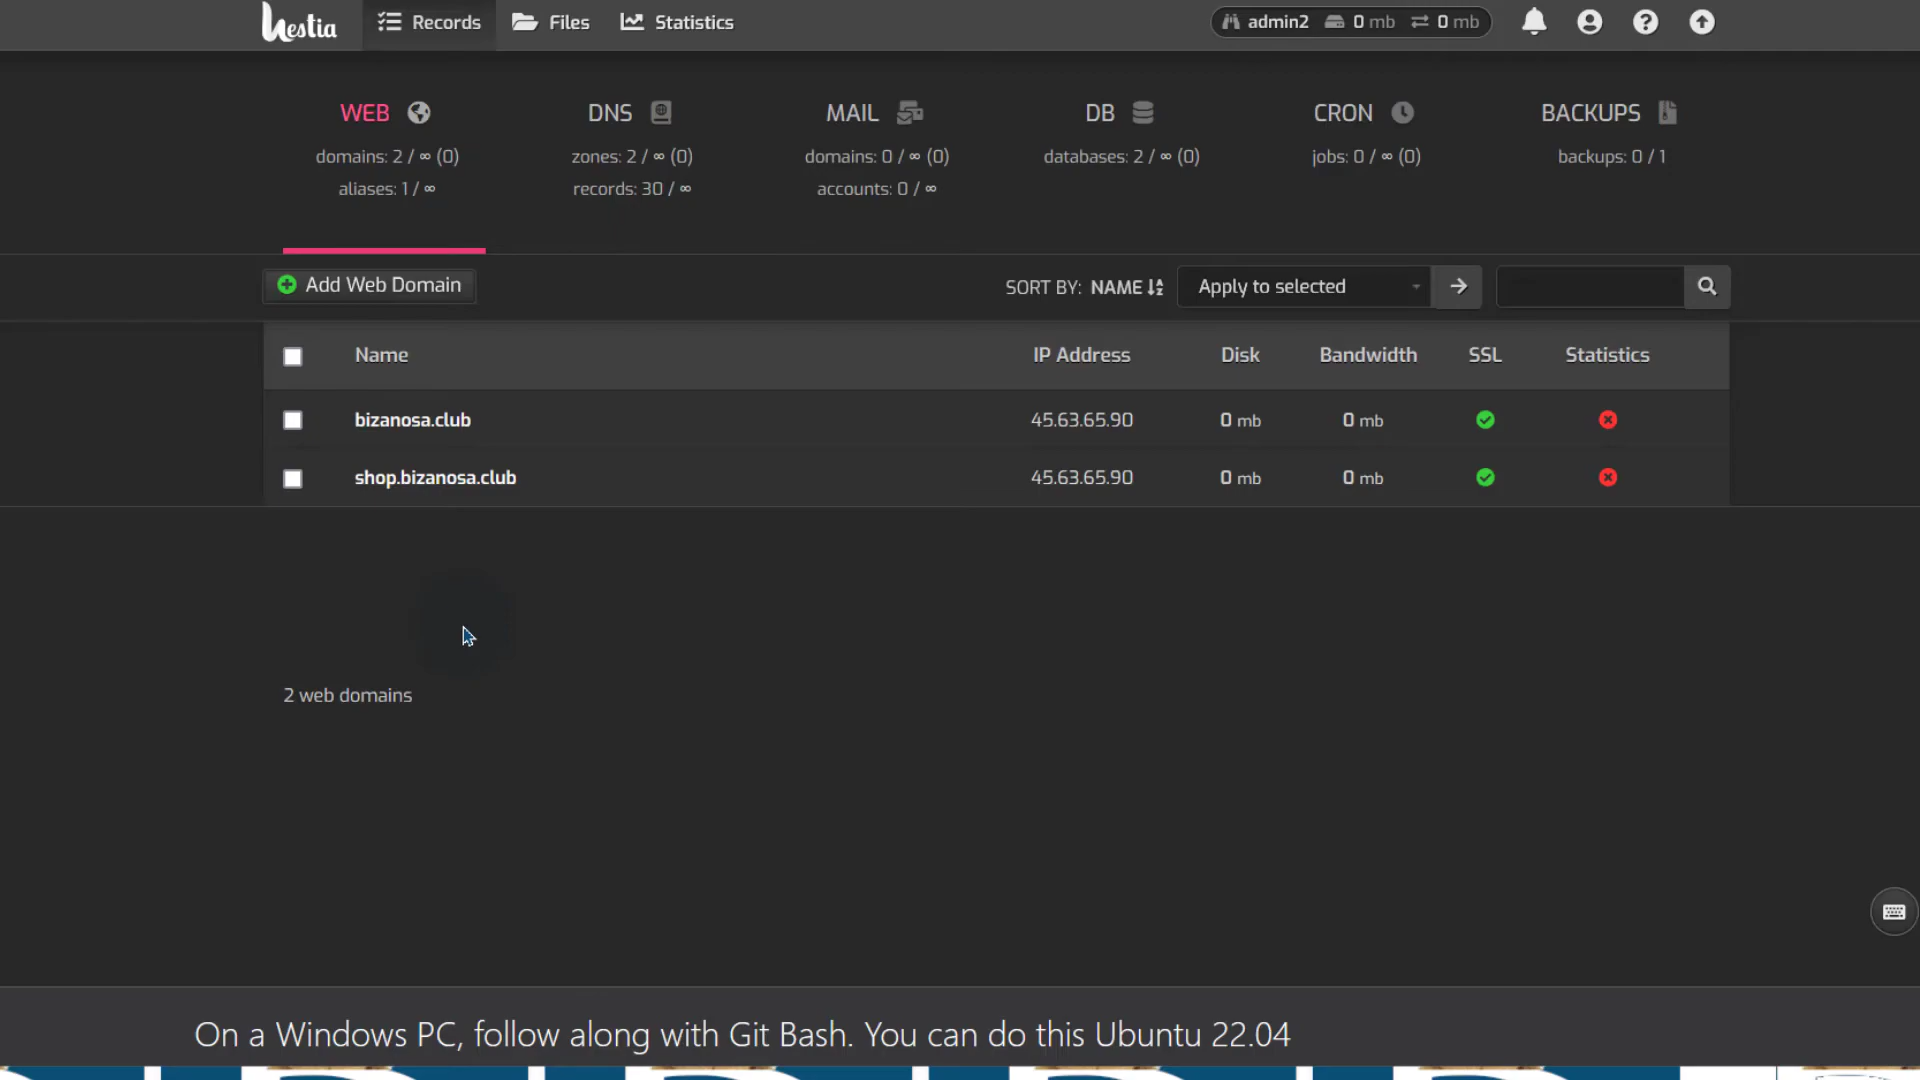 hestia Records Files Statistics admin2 0 mb 0 mb
WEB DNS MAIL DB CRON BACKUPS
domains: 2 / ∞ (0) zones: 2 / ∞ (0) domains: 0 / ∞ (0) databases: 2 / ∞ (0) jobs: 0 / ∞ (0) backups: 0 / 1
aliases: 1 / ∞ records: 30 / ∞ accounts: 0 / ∞
Add Web Domain SORT BY: NAME Apply to selected
Name IP Address Disk Bandwidth SSL Statistics
bizanosa.club 45.63.65.90 0 mb 0 mb
shop.bizanosa.club 45.63.65.90 0 mb 0 mb
2 web domains
On a Windows PC, follow along with Git Bash. You can do this Ubuntu 22.04